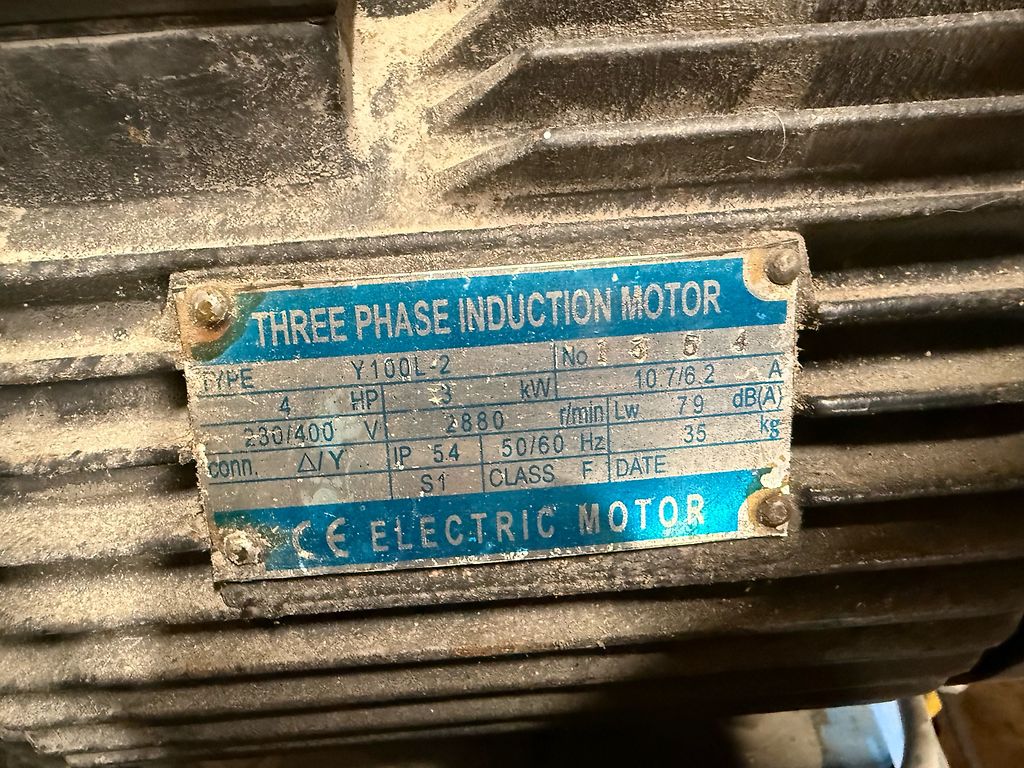 THREE PHASE INDUCTION MOTOR
TYPE Y100L-2 No 1 3 5 4
4 HP 3 kW 10.7/6.2 A
230/400 V 2880 r/min Lw 79 dB(A)
conn. △/Y IP 54 50/60 Hz 35 kg
S1 CLASS F DATE
CE ELECTRIC MOTOR